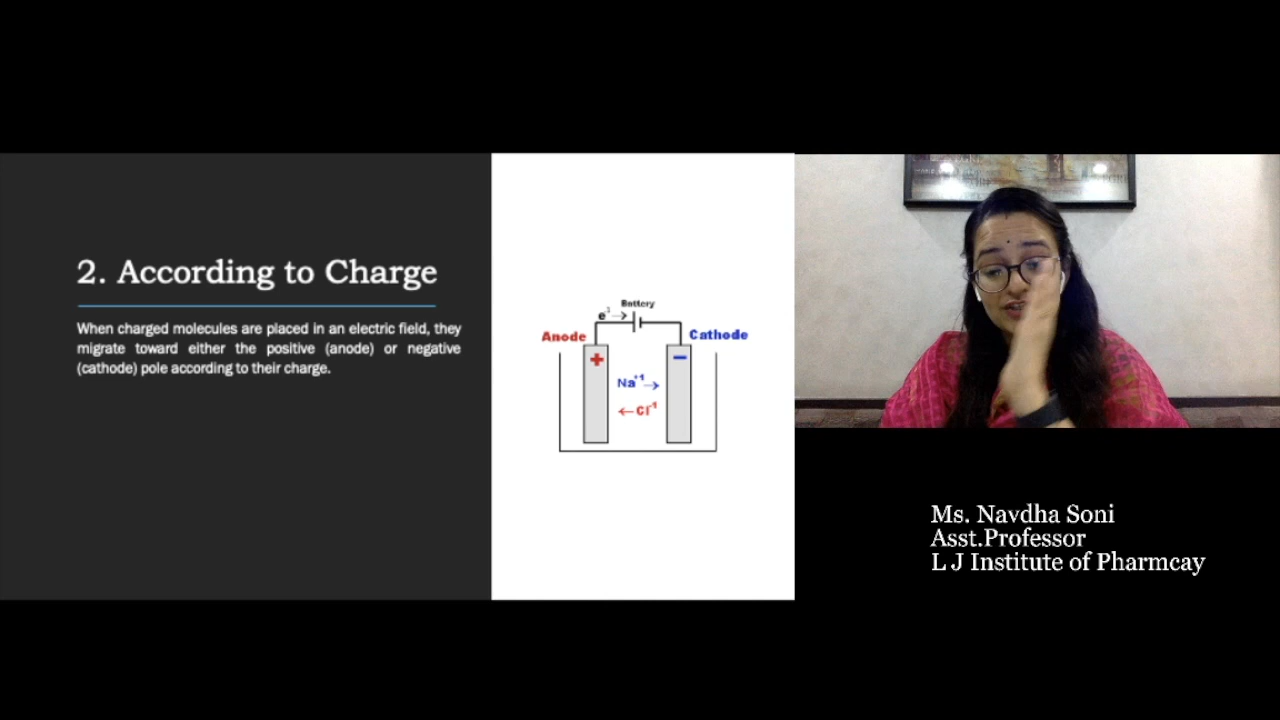 2. According to Charge
When charged molecules are placed in an electric field, they
migrate toward either the positive (anode) or negative
(cathode) pole according to their charge.
Battery
e⁻¹→
Anode
Cathode
+
−
Na⁺¹→
←Cl⁻¹
Ms. Navdha Soni
Asst.Professor
L J Institute of Pharmcay